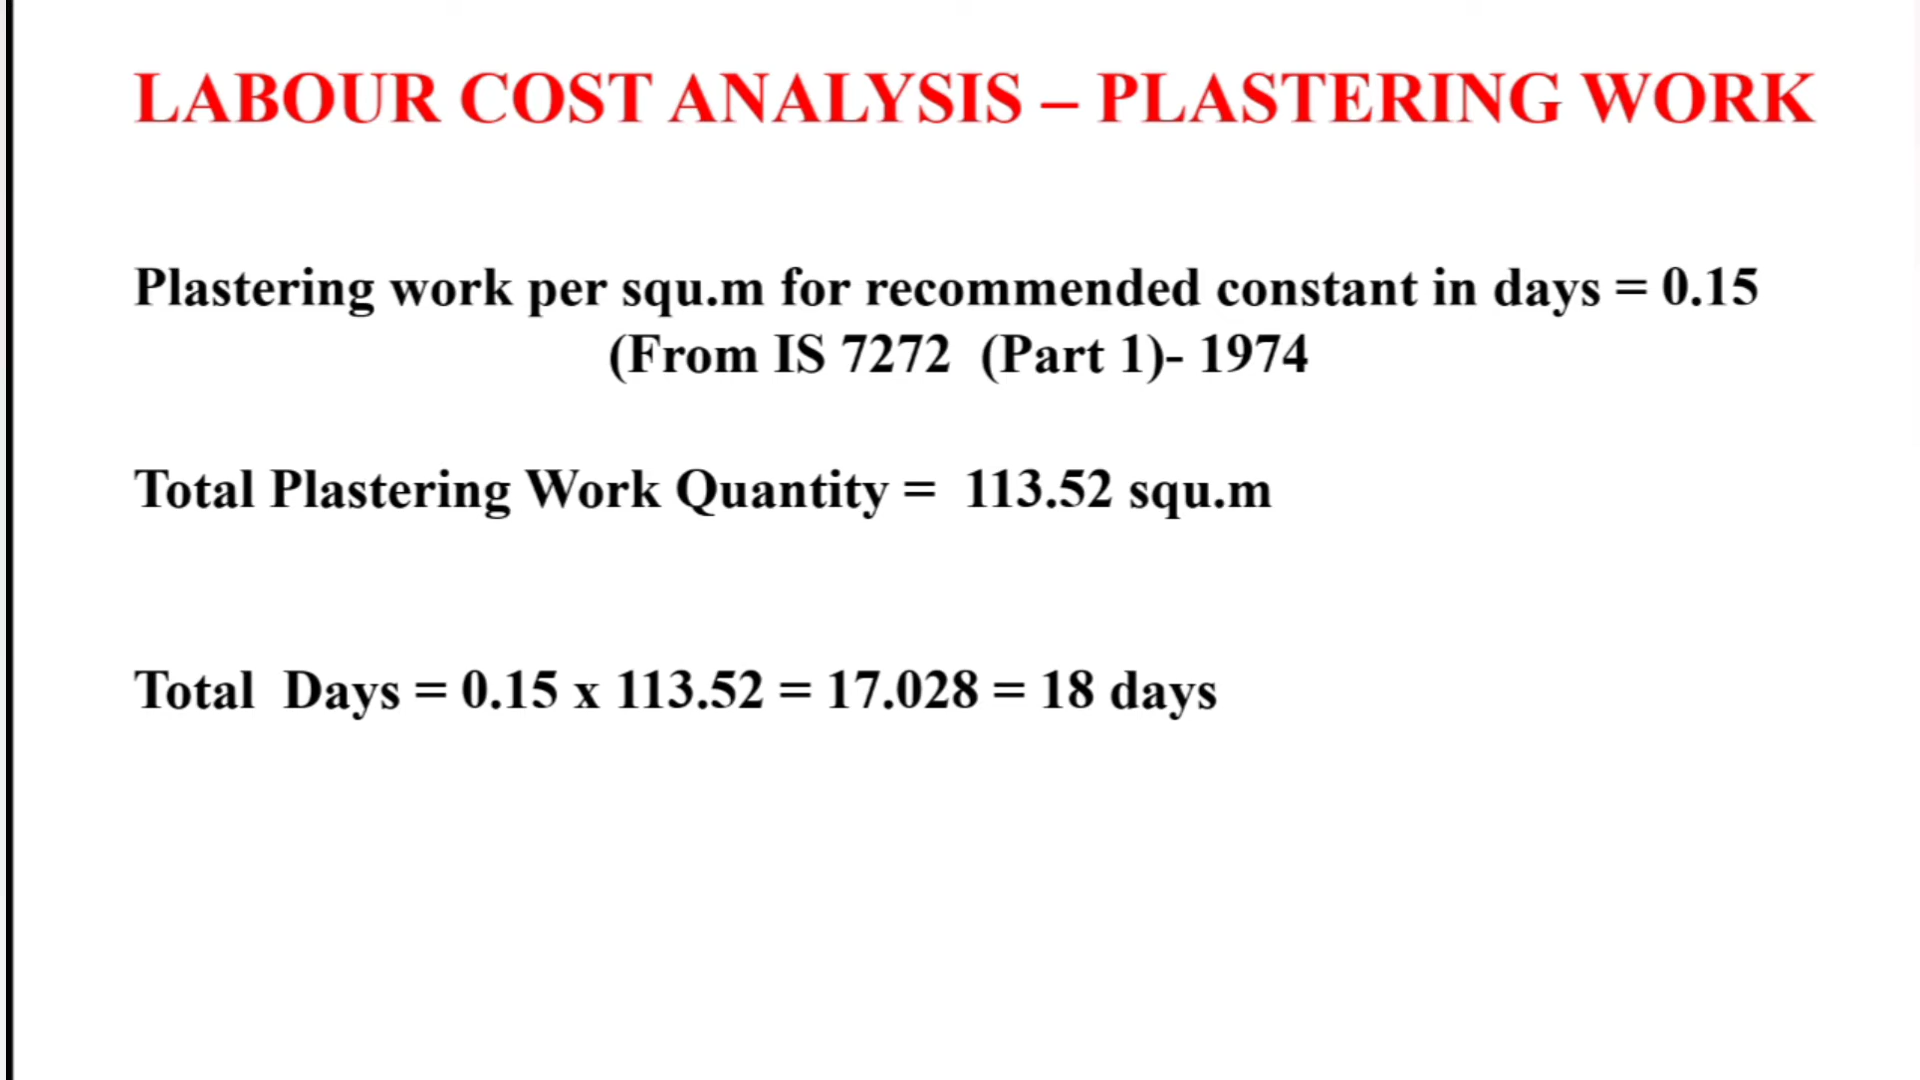 LABOUR COST ANALYSIS – PLASTERING WORK
Plastering work per squ.m for recommended constant in days = 0.15
(From IS 7272 (Part 1)- 1974
Total Plastering Work Quantity = 113.52 squ.m
Total Days = 0.15 x 113.52 = 17.028 = 18 days